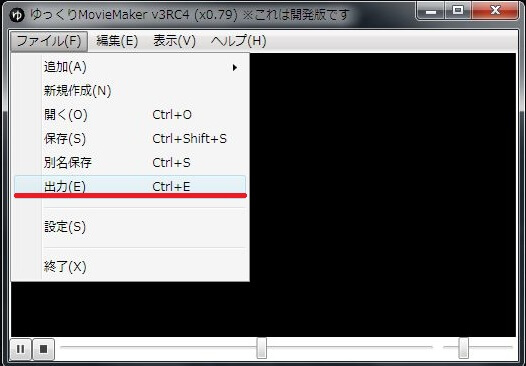 ゆ ゆっくりMovieMaker v3RC4 (x0.79) ※これは開発版です
ファイル(F) 編集(E) 表示(V) ヘルプ(H)
追加(A)
新規作成(N)
開く(O) Ctrl+O
保存(S) Ctrl+Shift+S
別名保存 Ctrl+S
出力(E) Ctrl+E
設定(S)
終了(X)